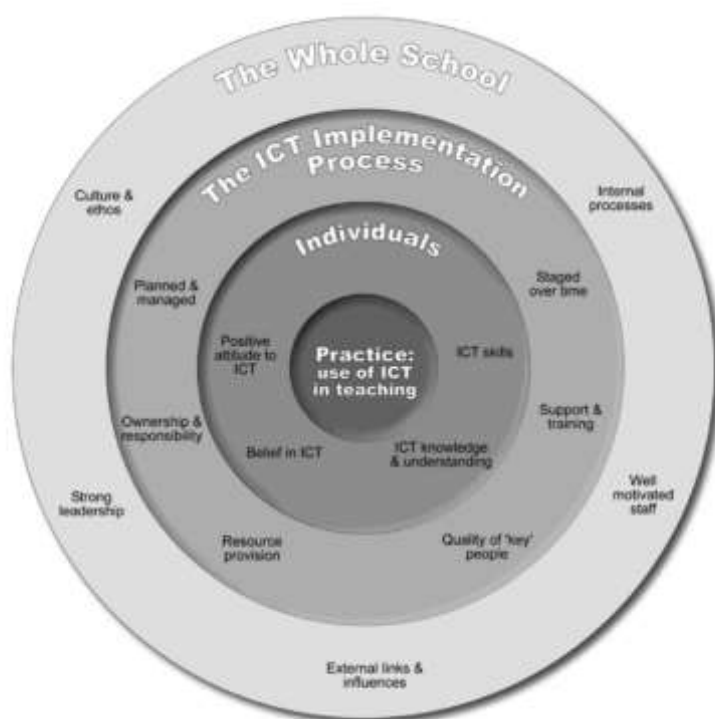 The Whole School
The ICT Implementation
Process
Individuals
Culture &
ethos
Internal
processes
Planned &
managed
Staged
over time
Positive
attitude to
ICT
Practice:
use of ICT
in teaching
ICT skills
Ownership &
responsibility
Support &
training
Belief in ICT
ICT knowledge
& understanding
Strong
leadership
Well
motivated
staff
Resource
provision
Quality of 'key'
people
External links &
influences